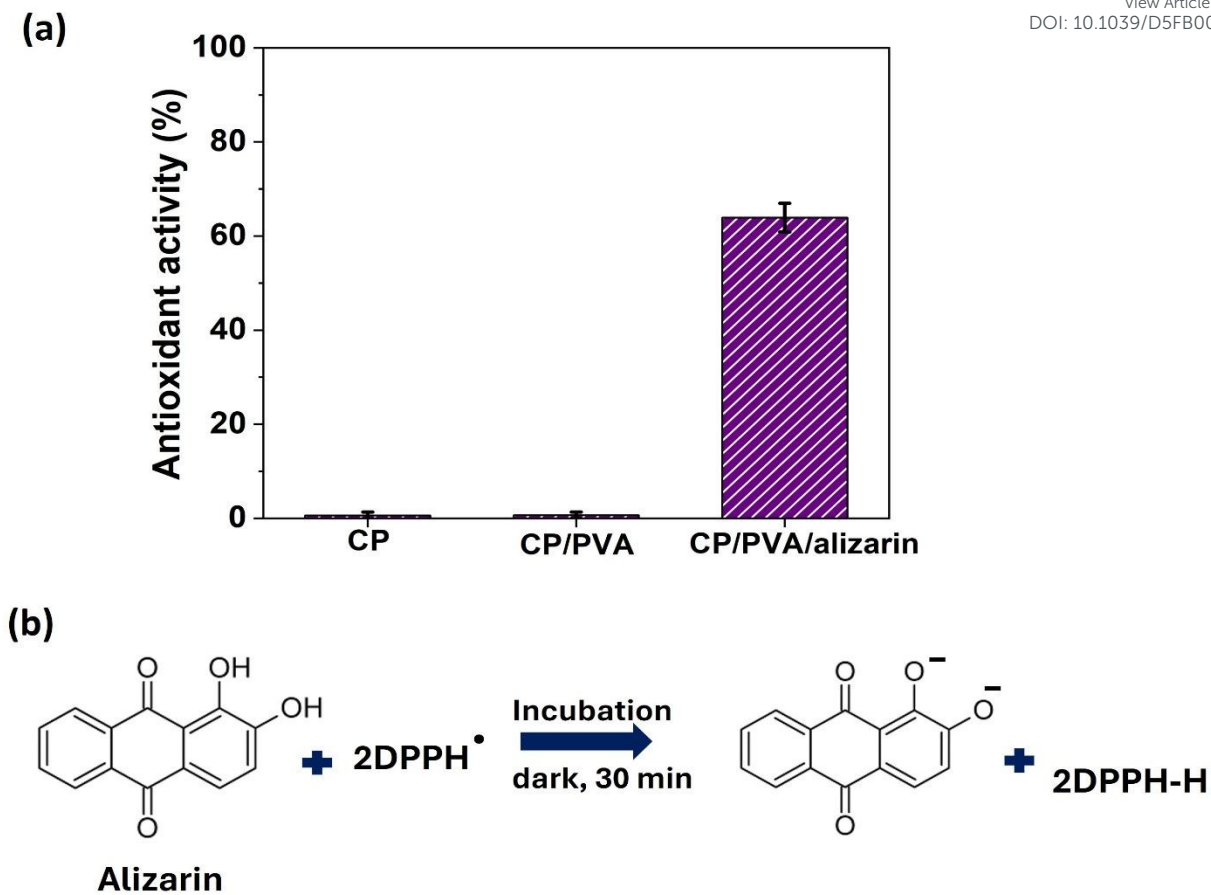 View Article
DOI: 10.1039/D5FB00
(a)
Antioxidant activity (%)
100
80
60
40
20
0
CP
CP/PVA
CP/PVA/alizarin
(b)
O
OH
OH
O
Alizarin
2DPPH•
Incubation
dark, 30 min
O
O−
O−
O
2DPPH-H